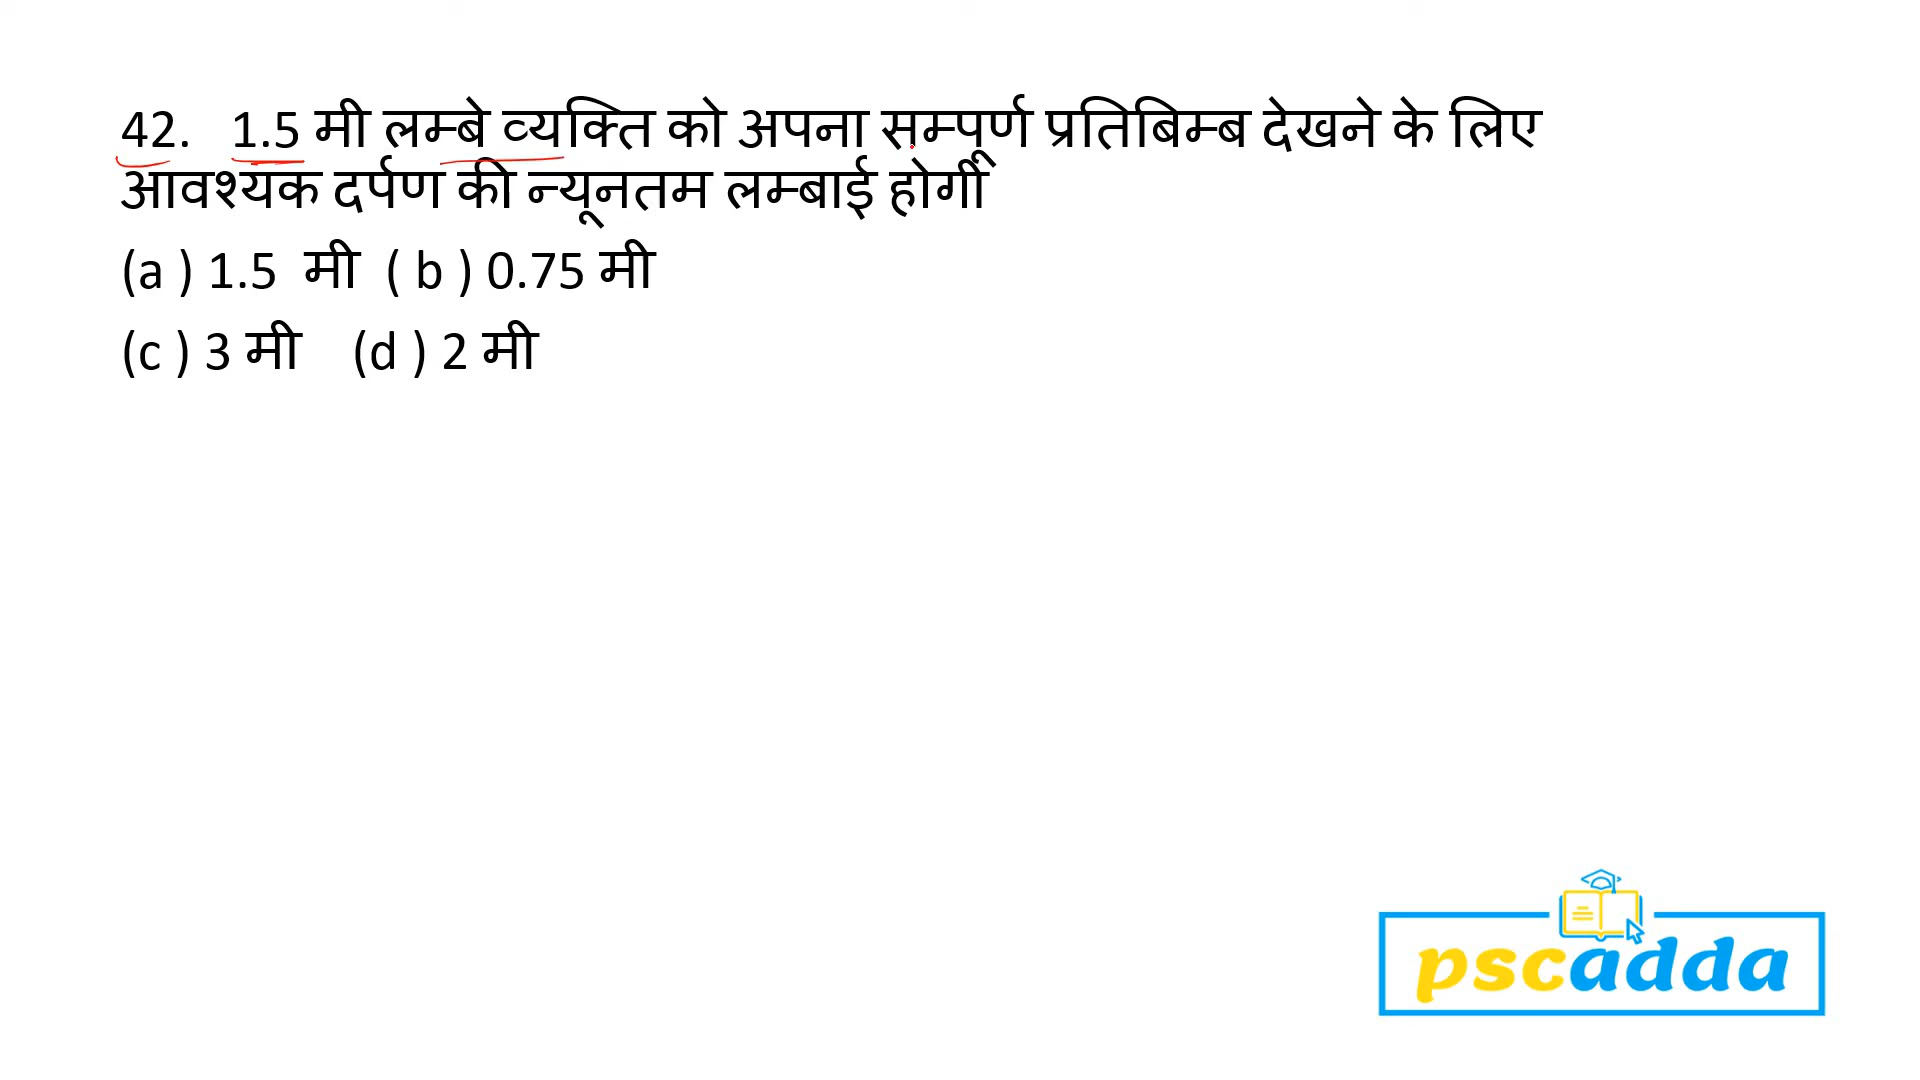 42. 1.5 मी लम्बे व्यक्ति को अपना सम्पूर्ण प्रतिबिम्ब देखने के लिए
आवश्यक दर्पण की न्यूनतम लम्बाई होगी
(a ) 1.5 मी ( b ) 0.75 मी
(c ) 3 मी (d ) 2 मी
pscadda